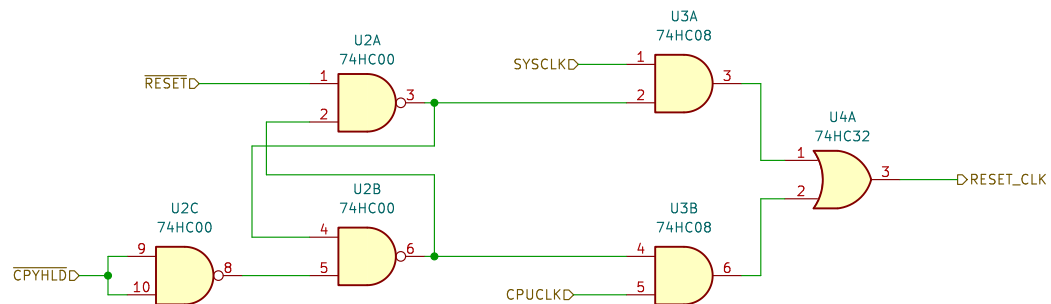 U2A
74HC00
RESET
1
2
3
U3A
74HC08
SYSCLK
1
2
3
U4A
74HC32
1
2
3
RESET_CLK
U2B
74HC00
4
5
6
U2C
74HC00
CPYHLD
9
10
8
U3B
74HC08
4
CPUCLK
5
6